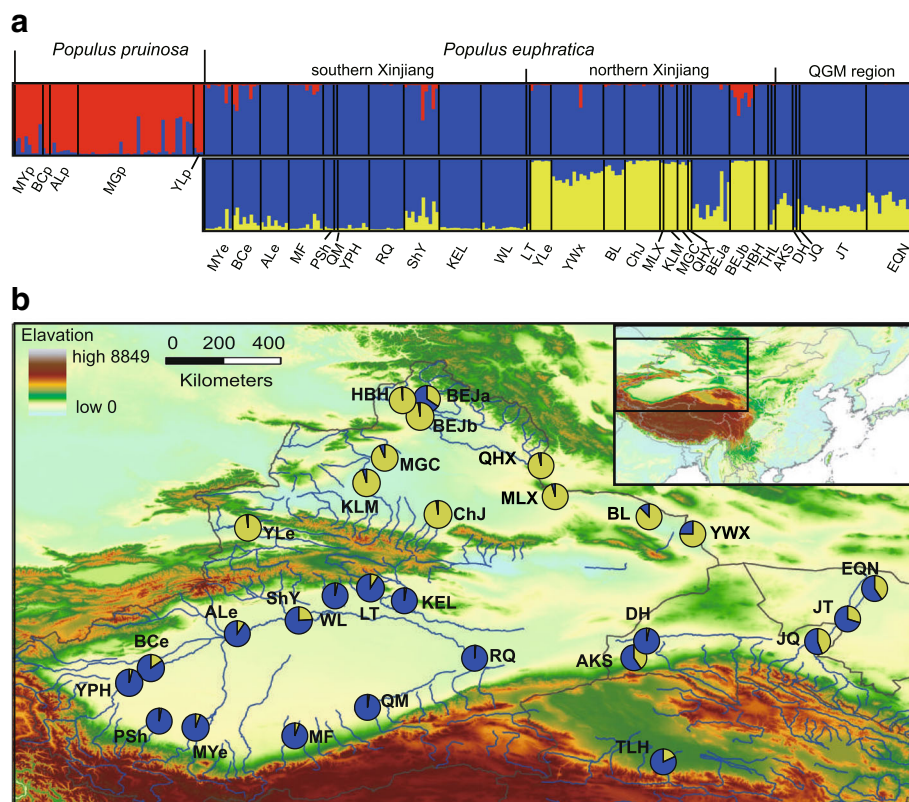 a
Populus pruinosa
Populus euphratica
southern Xinjiang
northern Xinjiang
QGM region
MYp
BCp
ALp
MGp
YLp
MYe
BCe
ALe
MF
PSh
QM
YPH
RQ
ShY
KEL
WL
LT
YLe
YWx
BL
ChJ
MLX
KLM
MGC
QHX
BEJa
BEJb
HBH
THL
AKS
DH
JQ
JT
EQN
b
Elavation
high 8849
low 0
0 200 400
Kilometers
HBH
BEJa
BEJb
MGC
QHX
KLM
MLX
ChJ
BL
YLe
YWX
EQN
ShY
WL
LT
KEL
JT
ALe
DH
JQ
BCe
RQ
AKS
YPH
QM
PSh
MYe
MF
TLH